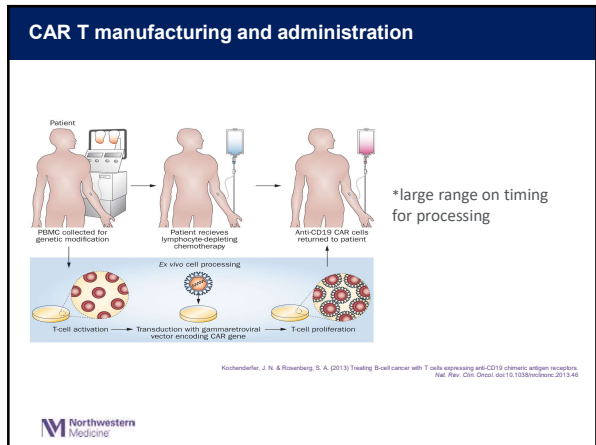 CAR T manufacturing and administration
Patient
PBMC collected for
genetic modification
Patient recieves
lymphocyte-depleting
chemotherapy
Anti-CD19 CAR cells
returned to patient
*large range on timing
for processing
Ex vivo cell processing
T-cell activation
Transduction with gammaretroviral
vector encoding CAR gene
T-cell proliferation
Kochenderfer, J. N. & Rosenberg, S. A. (2013) Treating B-cell cancer with T cells expressing anti-CD19 chimeric antigen receptors.
Nat. Rev. Clin. Oncol. doi:10.1038/nrclinonc.2013.46
Northwestern
Medicine